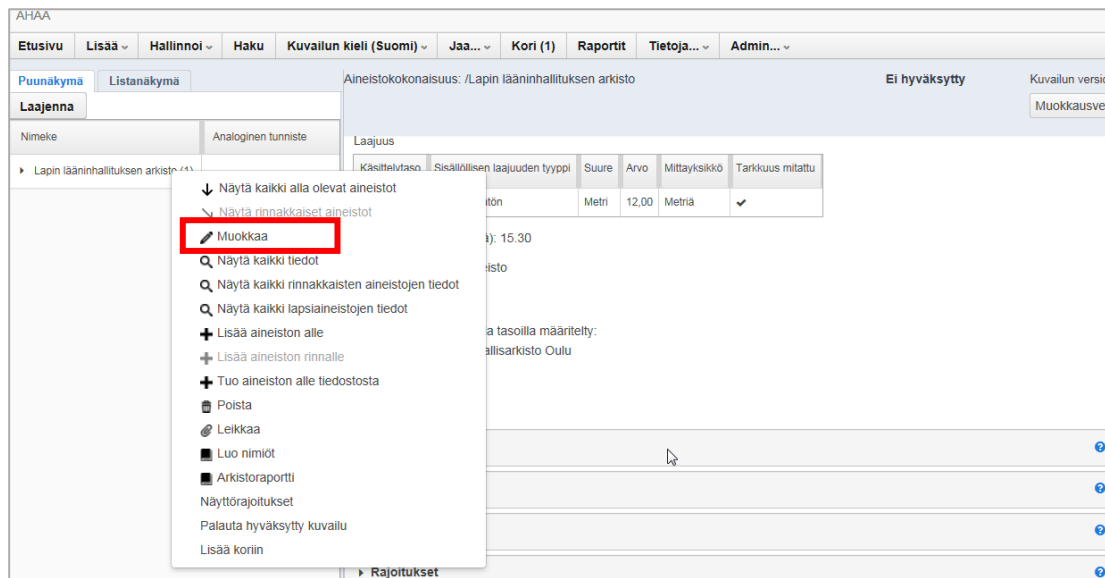 AHAA
Etusivu Lisää Hallinnoi Haku Kuvailun kieli (Suomi) Jaa... Kori (1) Raportit Tietoja... Admin...
Puunäkymä Listanäkymä
Aineistokokonaisuus: /Lapin lääninhallituksen arkisto
Ei hyväksytty
Kuvailun versio
Laajenna
Muokkausve
Nimeke Analoginen tunniste
Laajuus
Lapin lääninhallituksen arkisto (1)
Käsittelytaso Sisällöllisen laajuuden tyyppi Suure Arvo Mittayksikkö Tarkkuus mitattu
ntön Metri 12,00 Metriä
): 15.30
isto
a tasoilla määritelty:
allisarkisto Oulu
Näytä kaikki alla olevat aineistot
Näytä rinnakkaiset aineistot
Muokkaa
Näytä kaikki tiedot
Näytä kaikki rinnakkaisten aineistojen tiedot
Näytä kaikki lapsiaineistojen tiedot
Lisää aineiston alle
Lisää aineiston rinnalle
Tuo aineiston alle tiedostosta
Poista
Leikkaa
Luo nimiöt
Arkistoraportti
Näyttörajoitukset
Palauta hyväksytty kuvailu
Lisää koriin
Rajoitukset